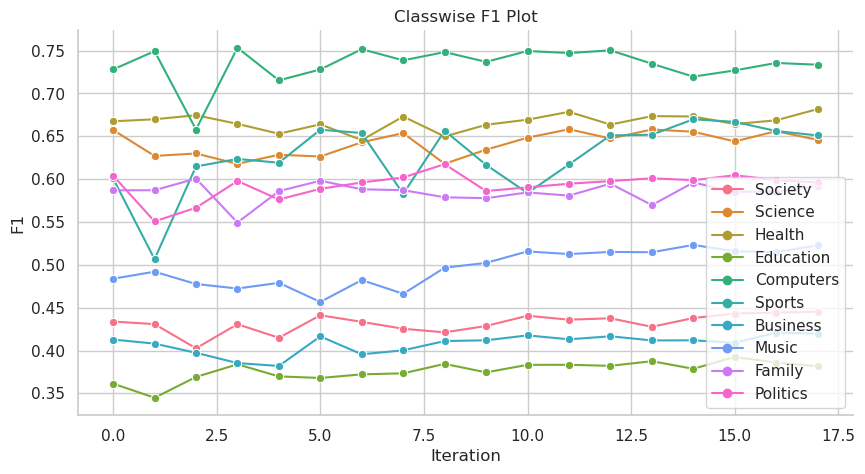 Classwise F1 Plot
F1
0.75
0.70
0.65
0.60
0.55
0.50
0.45
0.40
0.35
0.0
2.5
5.0
7.5
10.0
12.5
15.0
17.5
Iteration
Society
Science
Health
Education
Computers
Sports
Business
Music
Family
Politics